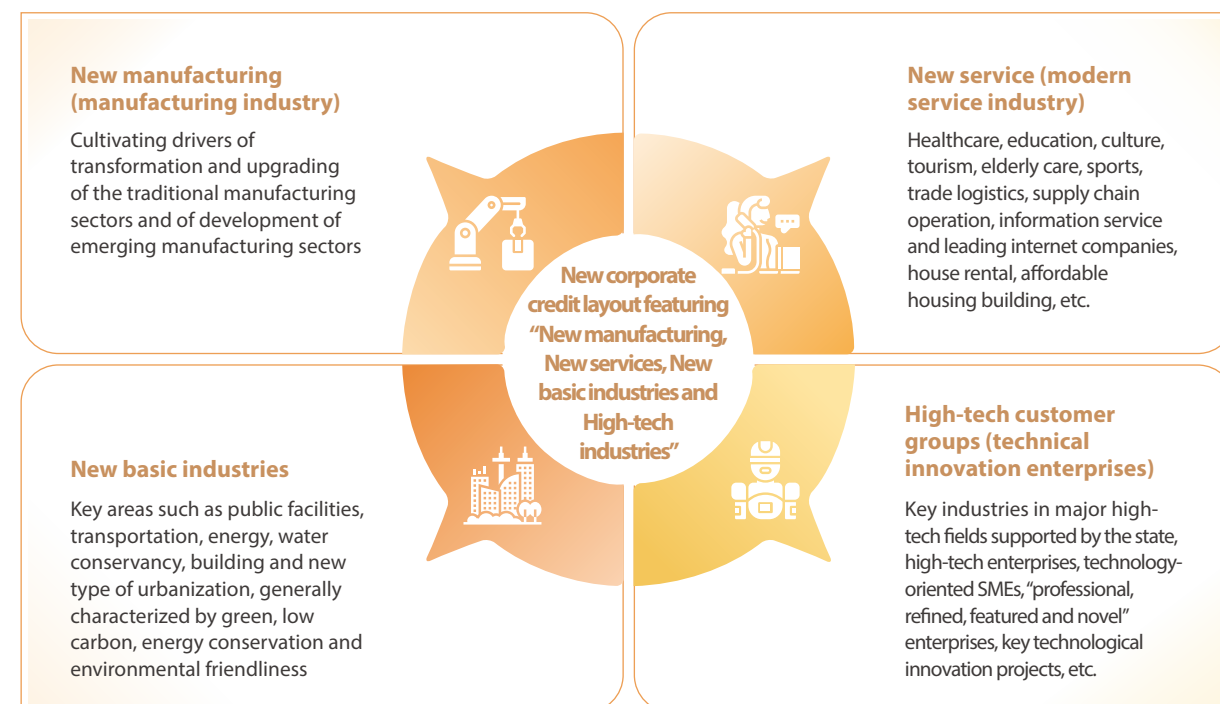 New manufacturing
(manufacturing industry)
Cultivating drivers of
transformation and upgrading
of the traditional manufacturing
sectors and of development of
emerging manufacturing sectors
New service (modern
service industry)
Healthcare, education, culture,
tourism, elderly care, sports,
trade logistics, supply chain
operation, information service
and leading internet companies,
house rental, affordable
housing building, etc.
New corporate
credit layout featuring
“New manufacturing,
New services, New
basic industries and
High-tech
industries”
New basic industries
Key areas such as public facilities,
transportation, energy, water
conservancy, building and new
type of urbanization, generally
characterized by green, low
carbon, energy conservation and
environmental friendliness
High-tech customer
groups (technical
innovation enterprises)
Key industries in major high-
tech fields supported by the state,
high-tech enterprises, technology-
oriented SMEs, “professional,
refined, featured and novel”
enterprises, key technological
innovation projects, etc.